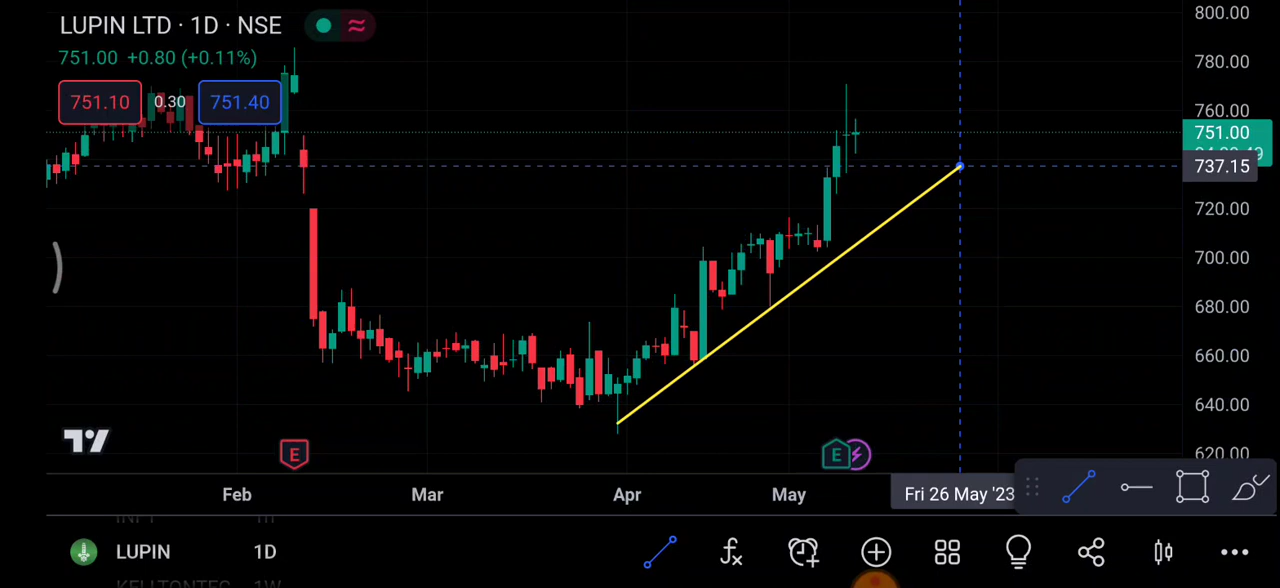 LUPIN LTD · 1D · NSE
751.00 +0.80 (+0.11%)
751.10 0.30 751.40
800.00
780.00
760.00
751.00
737.15
720.00
700.00
680.00
660.00
640.00
620.00
E E
Feb Mar Apr May Fri 26 May '23
LUPIN 1D